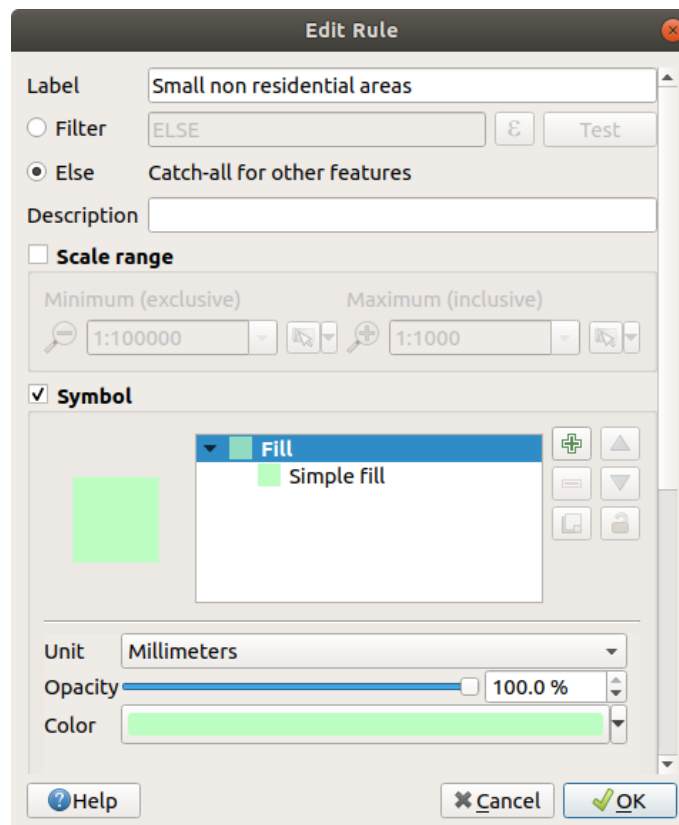 Edit Rule
Label Small non residential areas
Filter ELSE ε Test
Else Catch-all for other features
Description
Scale range
Minimum (exclusive) Maximum (inclusive)
1:100000 1:1000
Symbol
Fill
Simple fill
Unit Millimeters
Opacity 100.0 %
Color
Help Cancel OK